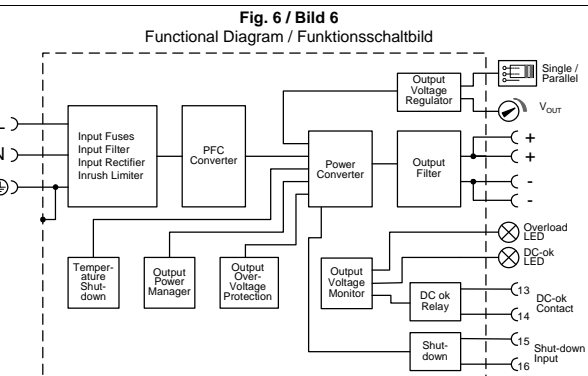 Fig. 6 / Bild 6
Functional Diagram / Funktionsschaltbild
Output
Voltage
Regulator
Single /
Parallel
VOUT
L
N
Input Fuses
Input Filter
Input Rectifier
Inrush Limiter
PFC
Converter
Power
Converter
Output
Filter
+
+
-
-
Temper-
ature
Shut-
down
Output
Power
Manager
Output
Over-
Voltage
Protection
Output
Voltage
Monitor
Overload
LED
DC-ok
LED
DC ok
Relay
13
14
DC-ok
Contact
Shut-
down
15
16
Shut-down
Input